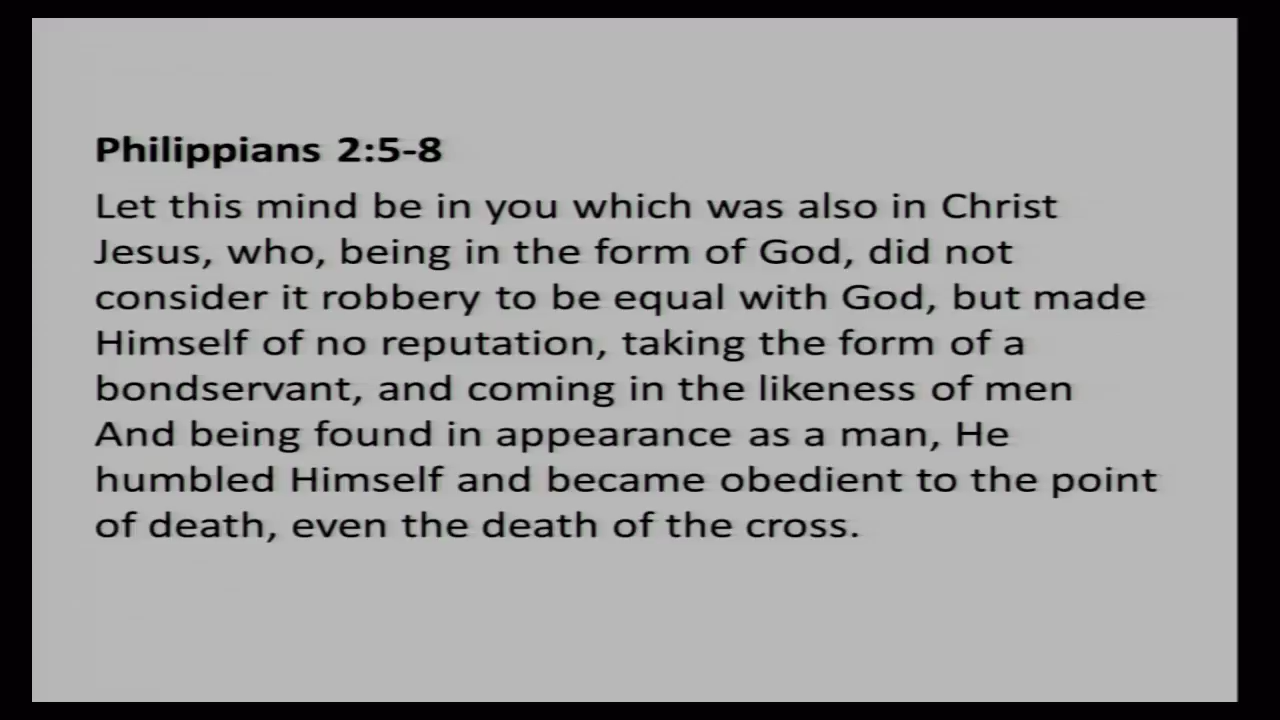 Philippians 2:5-8
Let this mind be in you which was also in Christ
Jesus, who, being in the form of God, did not
consider it robbery to be equal with God, but made
Himself of no reputation, taking the form of a
bondservant, and coming in the likeness of men
And being found in appearance as a man, He
humbled Himself and became obedient to the point
of death, even the death of the cross.